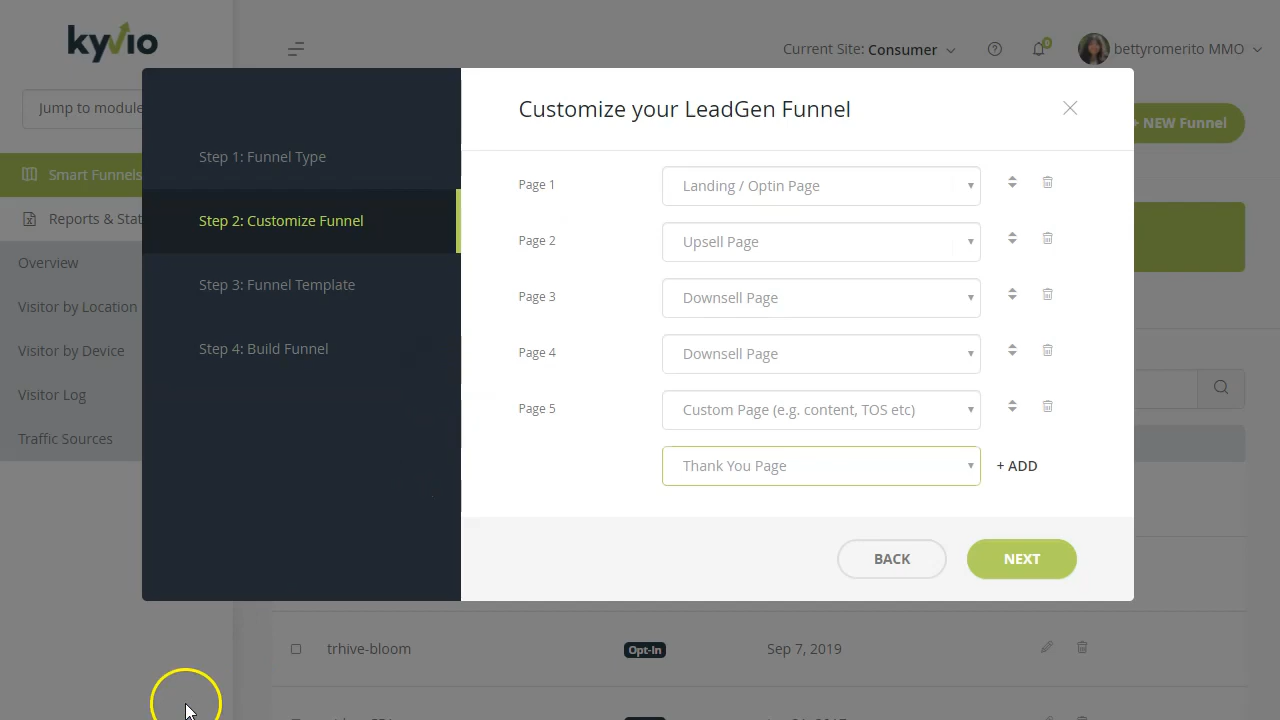 kyvio
Current Site: Consumer
0
bettyromerito MMO
Jump to module
NEW Funnel
Smart Funnels
Reports & Stat
Overview
Visitor by Location
Visitor by Device
Visitor Log
Traffic Sources
Step 1: Funnel Type
Step 2: Customize Funnel
Step 3: Funnel Template
Step 4: Build Funnel
Customize your LeadGen Funnel
Page 1 Landing / Optin Page
Page 2 Upsell Page
Page 3 Downsell Page
Page 4 Downsell Page
Page 5 Custom Page (e.g. content, TOS etc)
Thank You Page + ADD
BACK NEXT
trhive-bloom Opt-In Sep 7, 2019